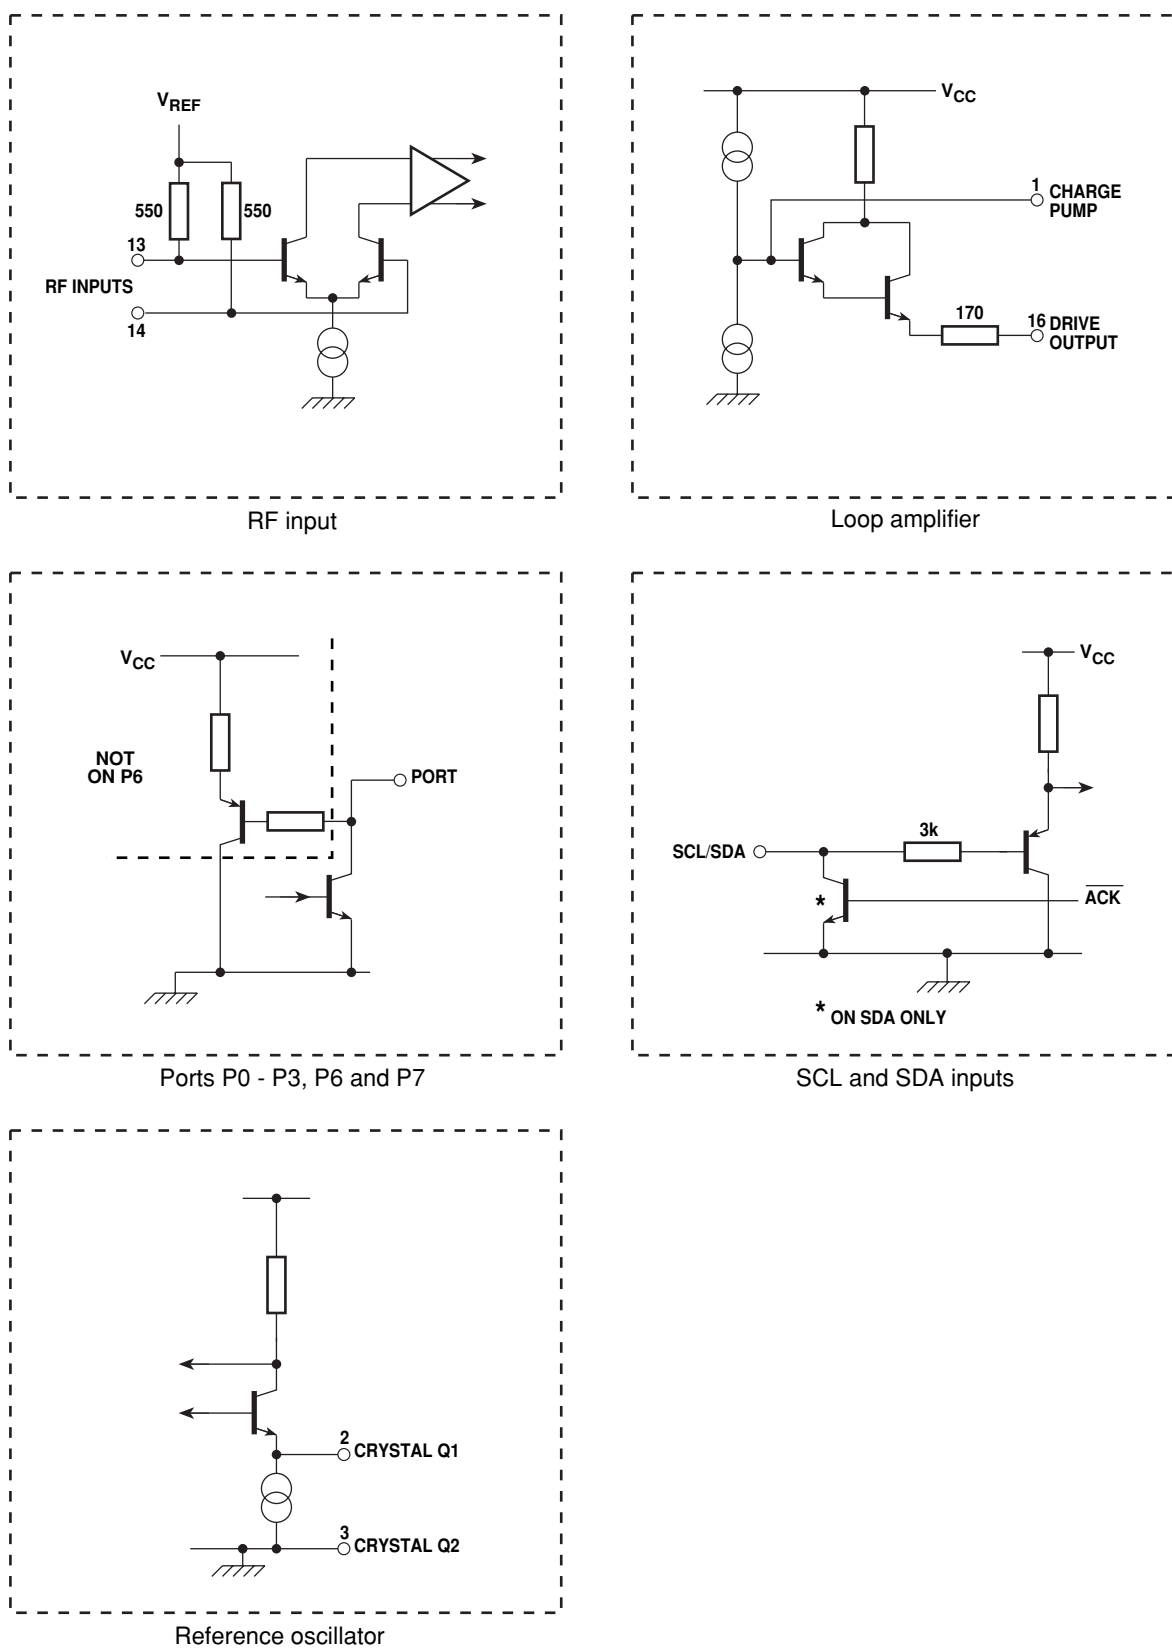 VREF
550
550
13
RF INPUTS
14
RF input
VCC
1
CHARGE
PUMP
170
16
DRIVE
OUTPUT
Loop amplifier
VCC
NOT
ON P6
PORT
Ports P0 - P3, P6 and P7
VCC
3k
SCL/SDA
*
ACK
* ON SDA ONLY
SCL and SDA inputs
2
CRYSTAL Q1
3
CRYSTAL Q2
Reference oscillator